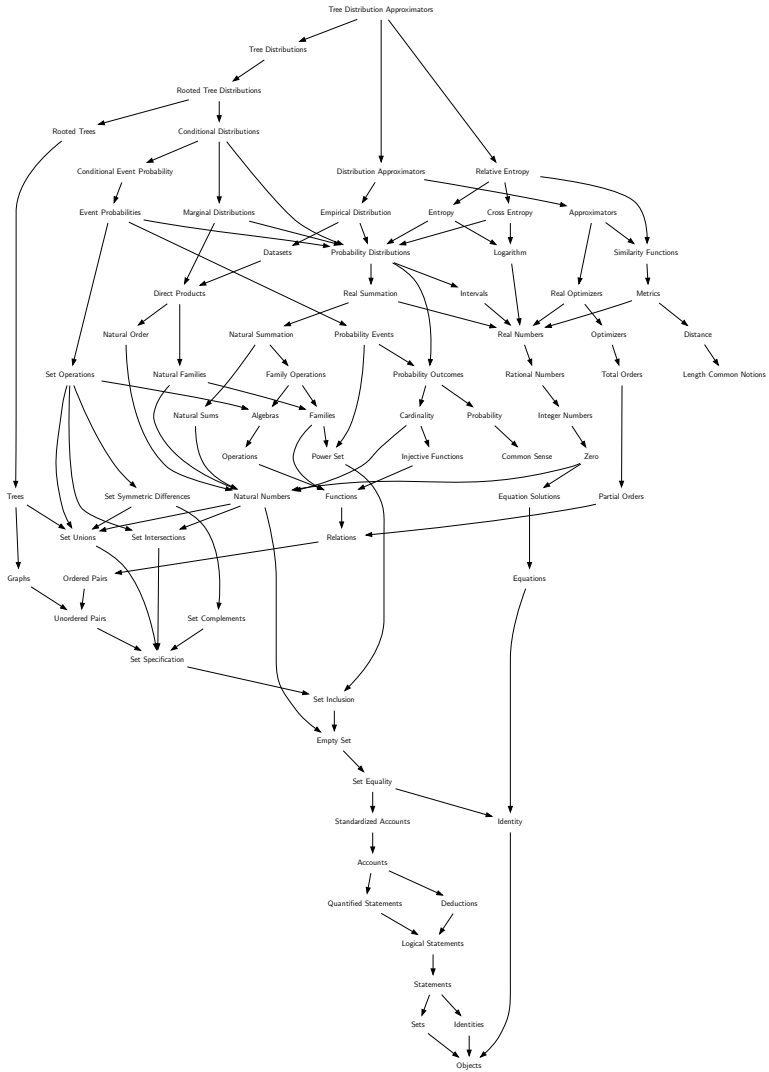 Tree Distribution Approximators
Tree Distributions
Rooted Tree Distributions
Rooted Trees
Conditional Distributions
Conditional Event Probability
Distribution Approximators
Relative Entropy
Event Probabilities
Marginal Distributions
Empirical Distribution
Entropy
Cross Entropy
Approximators
Datasets
Probability Distributions
Logarithm
Similarity Functions
Direct Products
Real Summation
Intervals
Real Optimizers
Metrics
Natural Order
Natural Summation
Probability Events
Real Numbers
Optimizers
Distance
Set Operations
Natural Families
Family Operations
Probability Outcomes
Rational Numbers
Total Orders
Length Common Notions
Natural Sums
Algebras
Families
Cardinality
Probability
Integer Numbers
Operations
Power Set
Injective Functions
Common Sense
Zero
Trees
Set Symmetric Differences
Natural Numbers
Functions
Equation Solutions
Partial Orders
Set Unions
Set Intersections
Relations
Graphs
Ordered Pairs
Equations
Unordered Pairs
Set Complements
Set Specification
Set Inclusion
Empty Set
Set Equality
Standardized Accounts
Identity
Accounts
Quantified Statements
Deductions
Logical Statements
Statements
Sets
Identities
Objects